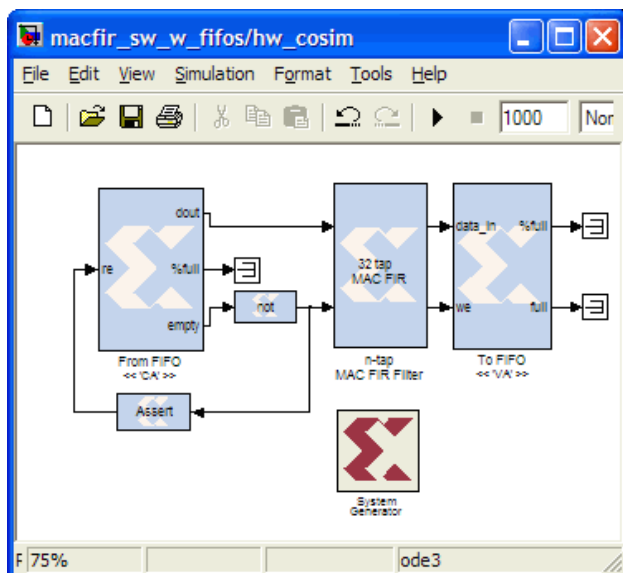 macfir_sw_w_fifos/hw_cosim
File Edit View Simulation Format Tools Help
1000 Nor
dout
re
%full
empty
not
From FIFO
<< 'CA' >>
Assert
32 tap
MAC FIR
n-tap
MAC FIR Filter
data_in
%full
we
full
To FIFO
<< 'VA' >>
System
Generator
F 75% ode3